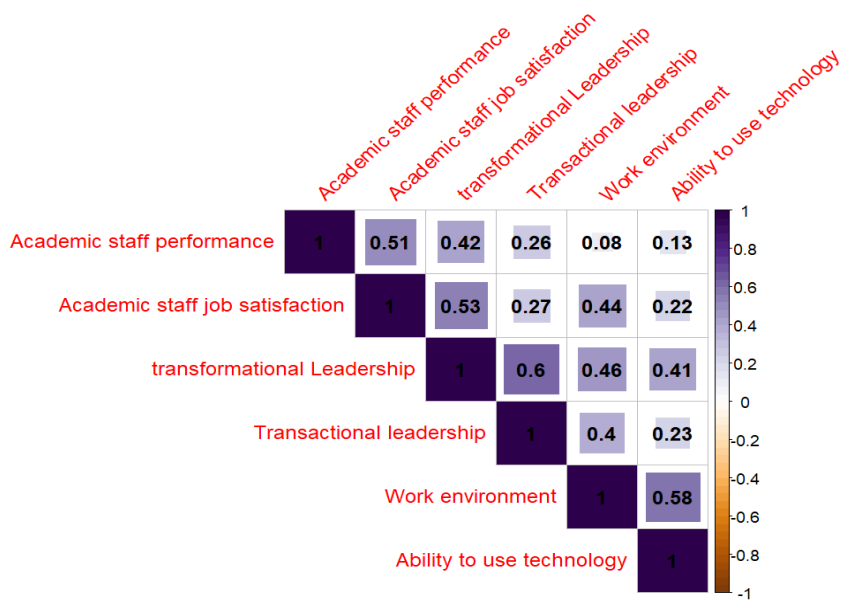 Academic staff performance
Academic staff job satisfaction
transformational Leadership
Transactional leadership
Work environment
Ability to use technology
Academic staff performance 1 0.51 0.42 0.26 0.08 0.13
Academic staff job satisfaction 1 0.53 0.27 0.44 0.22
transformational Leadership 1 0.6 0.46 0.41
Transactional leadership 1 0.4 0.23
Work environment 1 0.58
Ability to use technology 1
1
0.8
0.6
0.4
0.2
0
-0.2
-0.4
-0.6
-0.8
-1